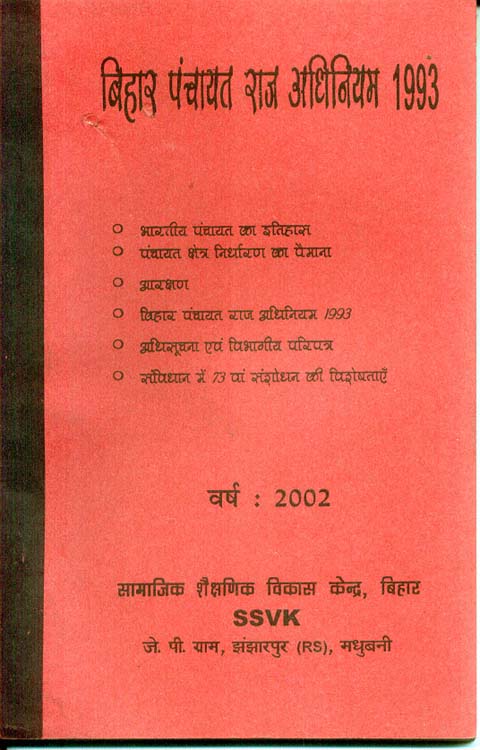 बिहार पंचायत राज अधिनियम 1993
भारतीय पंचायत का इतिहास
पंचायत क्षेत्र निर्धारण का पैमाना
आरक्षण
बिहार पंचायत राज अधिनियम 1993
अधिसूचना एवं विभागीय परिपत्र
संविधान में 73 वां संशोधन की विशेषताएँ
वर्ष : 2002
सामाजिक शैक्षणिक विकास केन्द्र, बिहार
SSVK
जे. पी. ग्राम, झंझारपुर (RS), मधुबनी